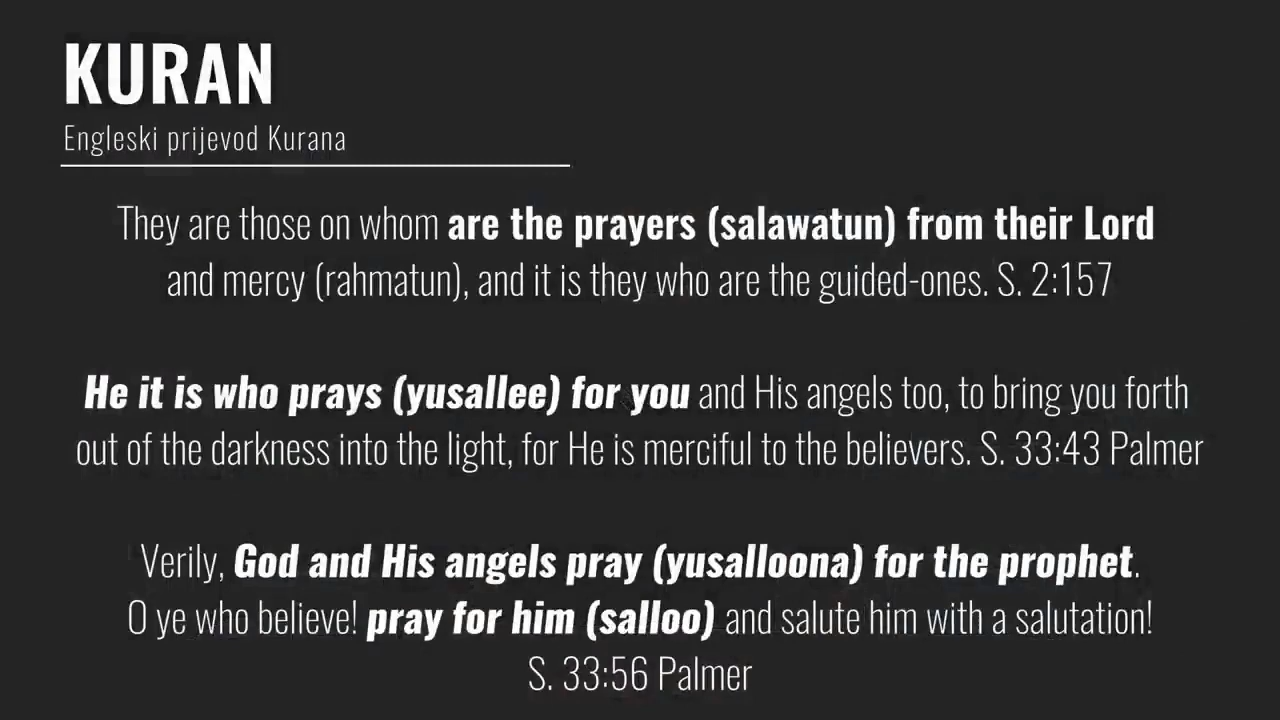 KURAN
Engleski prijevod Kurana
They are those on whom are the prayers (salawatun) from their Lord
and mercy (rahmatun), and it is they who are the guided-ones. S. 2:157
He it is who prays (yusallee) for you and His angels too, to bring you forth
out of the darkness into the light, for He is merciful to the believers. S. 33:43 Palmer
Verily, God and His angels pray (yusalloona) for the prophet.
O ye who believe! pray for him (salloo) and salute him with a salutation!
S. 33:56 Palmer